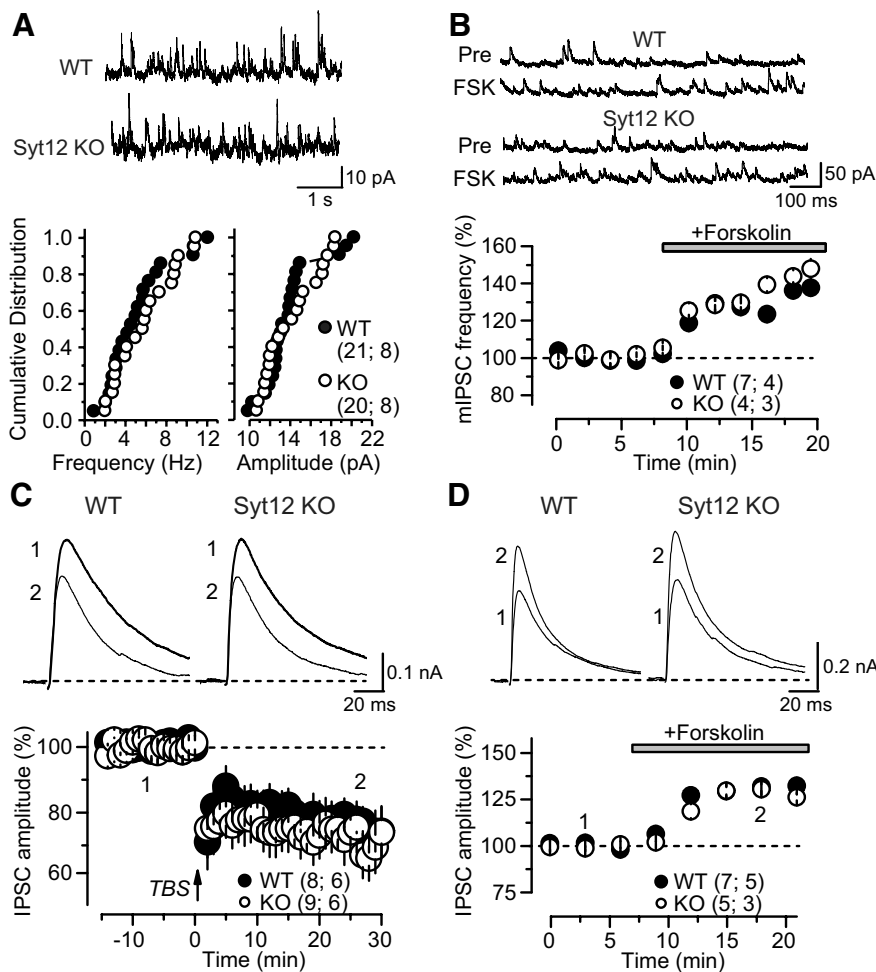 A
WT
Syt12 KO
10 pA
1 s
Cumulative Distribution
1.0
0.8
0.6
0.4
0.2
0.0
0 4 8 12
Frequency (Hz)
10 14 18 22
Amplitude (pA)
WT
(21; 8)
KO
(20; 8)
B
WT
Pre
FSK
Syt12 KO
Pre
FSK
50 pA
100 ms
mIPSC frequency (%)
+Forskolin
160
140
120
100
80
WT (7; 4)
KO (4; 3)
0 5 10 15 20
Time (min)
C
WT Syt12 KO
1 1
2 2
0.1 nA
20 ms
IPSC amplitude (%)
100
80
60
1 2
TBS
WT (8; 6)
KO (9; 6)
-10 0 10 20 30
Time (min)
D
WT Syt12 KO
2 2
1 1
0.2 nA
20 ms
IPSC amplitude (%)
+Forskolin
150
125
100
75
1 2
WT (7; 5)
KO (5; 3)
0 5 10 15 20
Time (min)